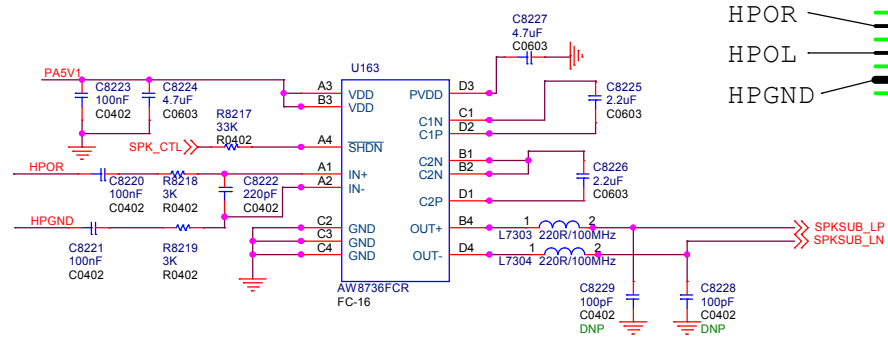 HPOR
HPOL
HPGND
C8227
4.7uF
C0603
U163
PA5V1
C8223
100nF
C0402
C8224
4.7uF
C0603
A3
VDD
B3
VDD
PVDD
D3
C8225
2.2uF
C0603
C1N
C1
C1P
D2
R8217
33K
R0402
SPK_CTL
A4
SHDN
C2N
B1
C2N
B2
HPOR
C8220
100nF
C0402
R8218
3K
R0402
C8222
220pF
C0402
A1
IN+
A2
IN-
C8226
2.2uF
C0603
C2P
D1
HPGND
C8221
100nF
C0402
R8219
3K
R0402
C2
GND
C3
GND
C4
GND
OUT+
B4
1
2
L7303
220R/100MHz
OUT-
D4
1
2
L7304
220R/100MHz
SPKSUB_LP
SPKSUB_LN
AW8736FCR
FC-16
C8229
100pF
C0402
DNP
C8228
100pF
C0402
DNP